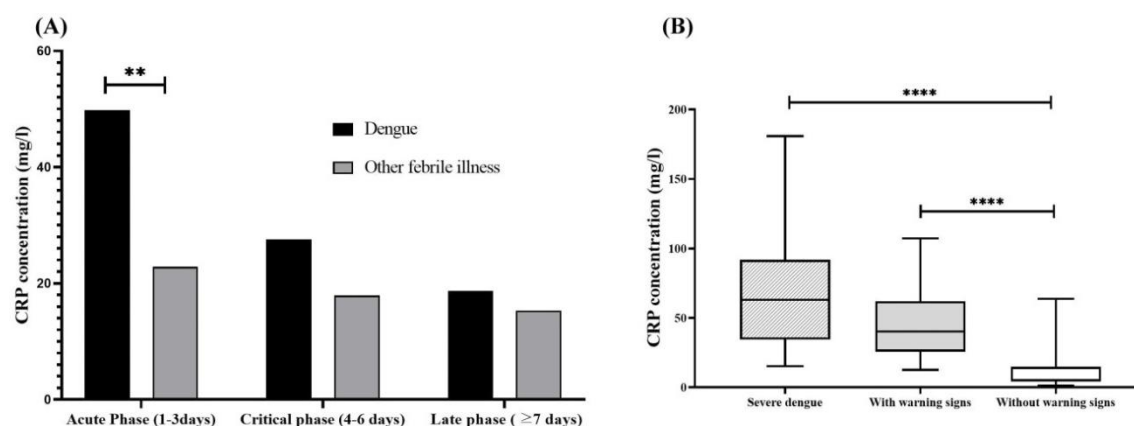 (A)
60
40
20
0
CRP concentration (mg/l)
**
Dengue
Other febrile illness
Acute Phase (1-3days) Critical phase (4-6 days) Late phase ( ≥7 days)
(B)
200
150
100
50
0
CRP concentration (mg/l)
****
****
Severe dengue With warning signs Without warning signs